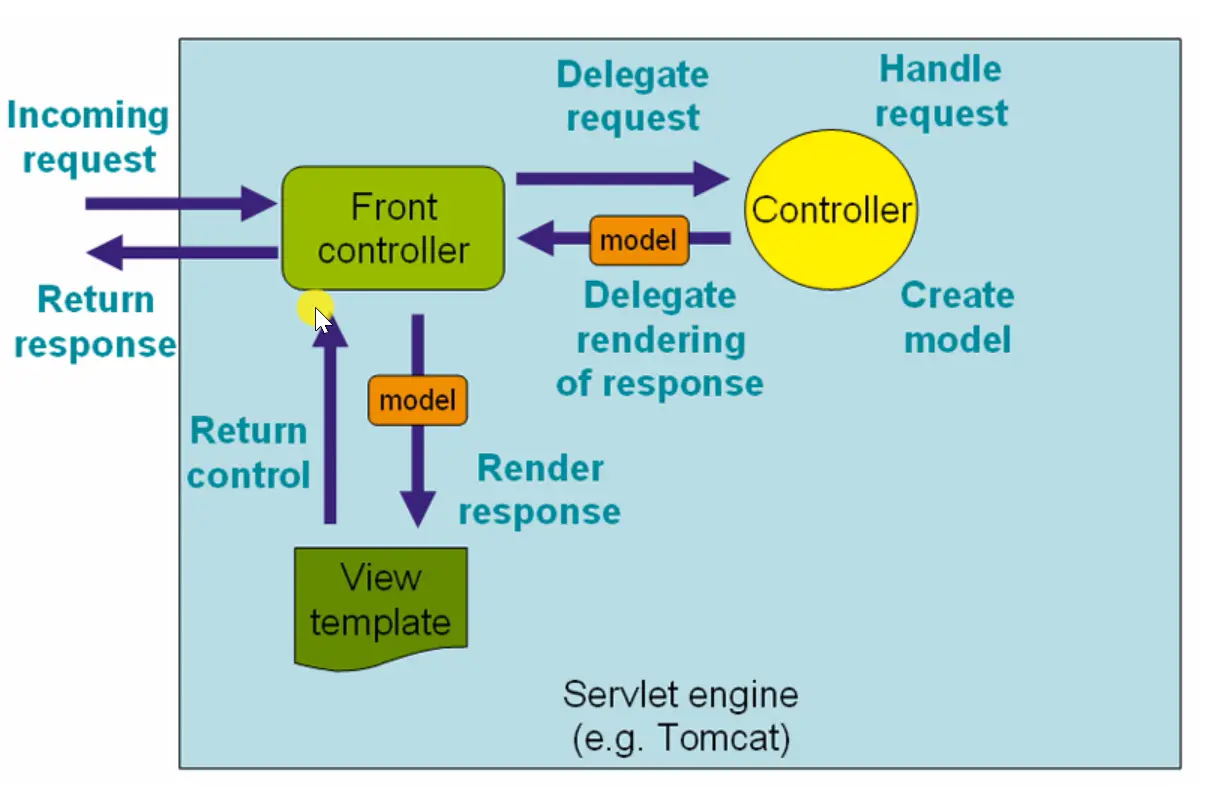 Incoming
request
Return
response
Front
controller
Delegate
request
Handle
request
Controller
model
Delegate
rendering
of response
Create
model
model
Return
control
Render
response
View
template
Servlet engine
(e.g. Tomcat)